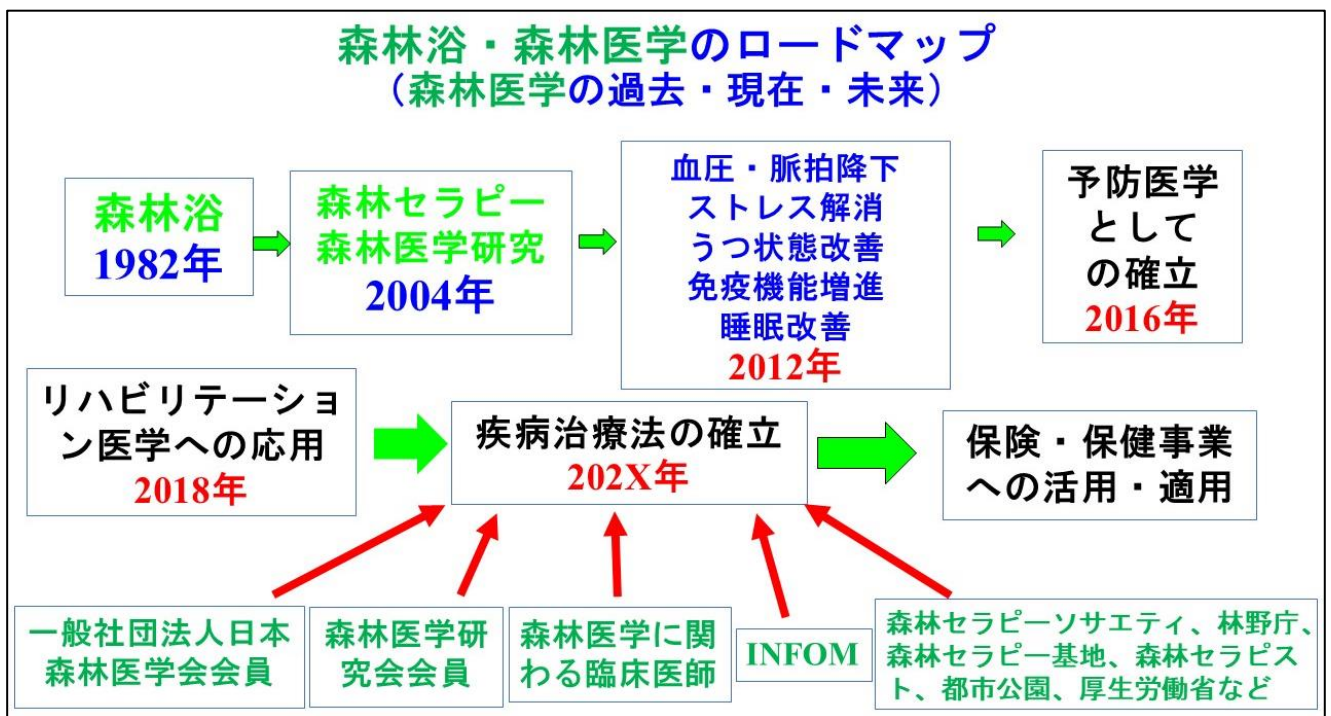 森林浴・森林医学のロードマップ
（森林医学の過去・現在・未来）
森林浴
1982年
森林セラピー
森林医学研究
2004年
血圧・脈拍降下
ストレス解消
うつ状態改善
免疫機能増進
睡眠改善
2012年
予防医学
として
の確立
2016年
リハビリテーショ
ン医学への応用
2018年
疾病治療法の確立
202X年
保険・保健事業
への活用・適用
一般社団法人日本
森林医学会会員
森林医学研
究会会員
森林医学に関
わる臨床医師
INFOM
森林セラピーソサエティ、林野庁、
森林セラピー基地、森林セラピス
ト、都市公園、厚生労働省など